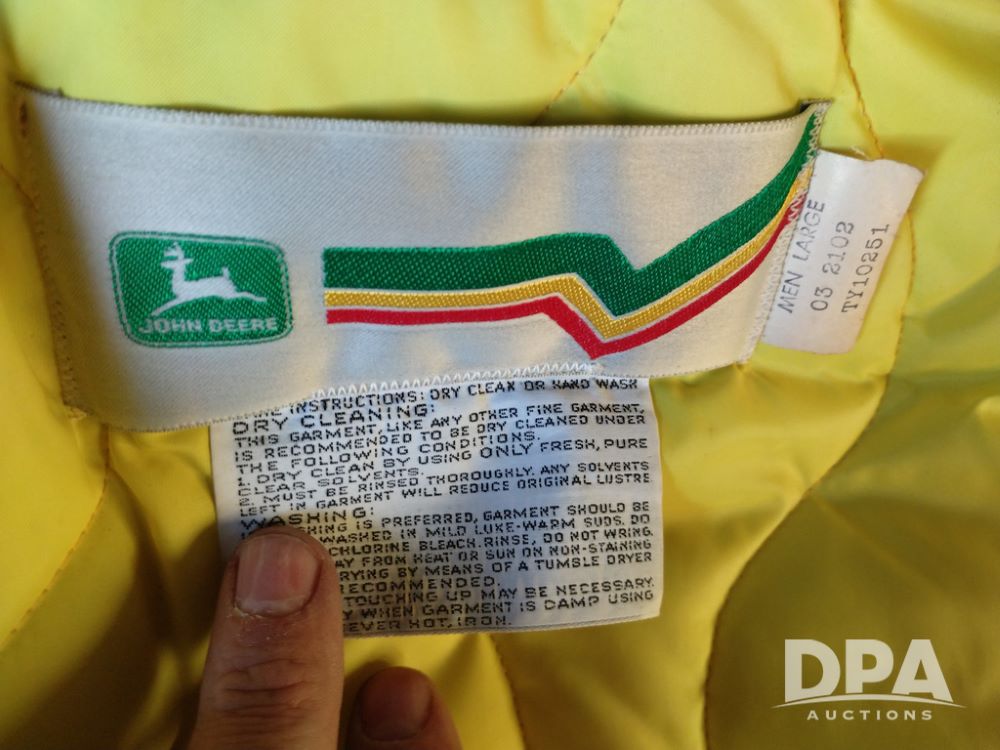 JOHN DEERE
MEN LARGE
03 2102
TY10251
INSTRUCTIONS: DRY CLEAN OR HAND WASH
DRY CLEANING:
THIS GARMENT, LIKE ANY OTHER FINE GARMENT,
IS RECOMMENDED TO BE DRY CLEANED UNDER
THE FOLLOWING CONDITIONS.
1. DRY CLEAN BY USING ONLY FRESH, PURE
CLEAR SOLVENTS.
2. MUST BE RINSED THOROUGHLY. ANY SOLVENTS
LEFT IN GARMENT WILL REDUCE ORIGINAL LUSTRE
WASHING:
IS PREFERRED, GARMENT SHOULD BE
WASHED IN MILD LUKE-WARM SUDS. DO
CHLORINE BLEACH. RINSE, DO NOT WRING.
FROM HEAT OR SUN ON NON-STAINING
BY MEANS OF A TUMBLE DRYER
RECOMMENDED.
TOUCHING UP MAY BE NECESSARY.
WHEN GARMENT IS DAMP USING
HOT, IRON.
DPA
AUCTIONS